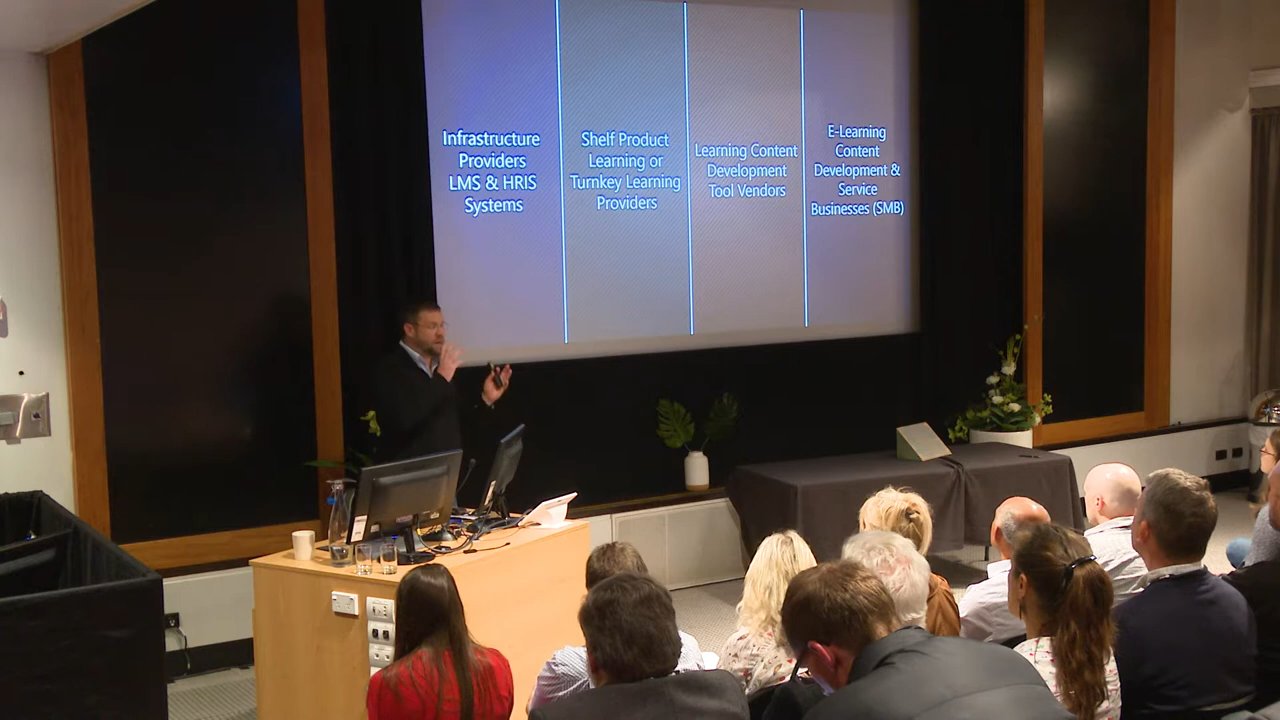 Infrastructure
Providers
LMS & HRIS
Systems
Shelf Product
Learning or
Turnkey Learning
Providers
Learning Content
Development
Tool Vendors
E-Learning
Content
Development &
Service
Businesses (SMB)